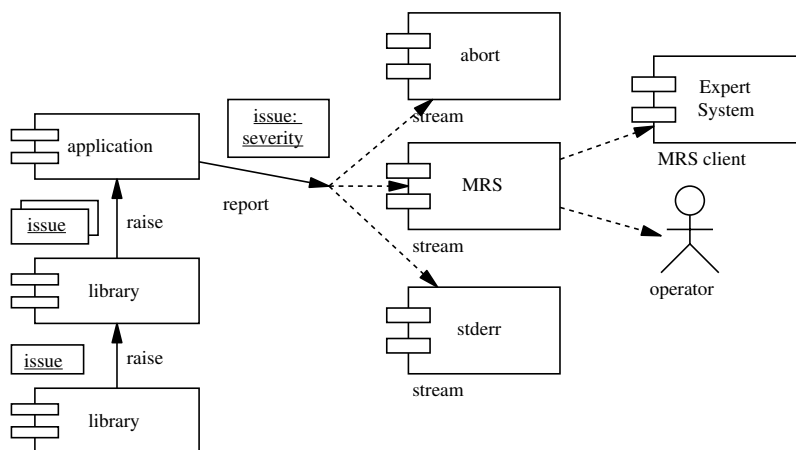 abort
Expert
System
issue:
severity
stream
application
MRS client
MRS
report
issue
raise
stream
operator
library
stderr
issue
raise
stream
library